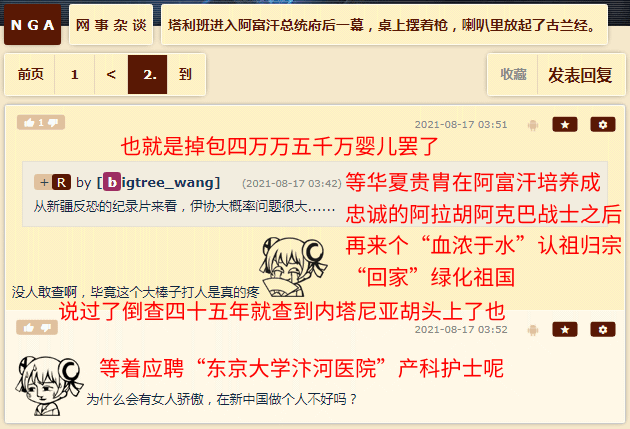 NGA 网事杂谈 塔利班进入阿富汗总统府后一幕，桌上摆着枪，喇叭里放起了古兰经。
前页 1 < 2. 到 收藏 发表回复
1 2021-08-17 03:51
也就是掉包四万万五千万婴儿罢了
+ R by [bigtree_wang] (2021-08-17 03:42)
从新疆反恐的纪录片来看，伊协大概率问题很大……
等华夏贵胄在阿富汗培养成
忠诚的阿拉胡阿克巴战士之后
再来个“血浓于水”认祖归宗
“回家”绿化祖国
没人敢查啊，毕竟这个大棒子打人是真的疼
说过了倒查四十五年就查到内塔尼亚胡头上了也
2021-08-17 03:52
等着应聘“东京大学汴河医院”产科护士呢
为什么会有女人骄傲，在新中国做个人不好吗？